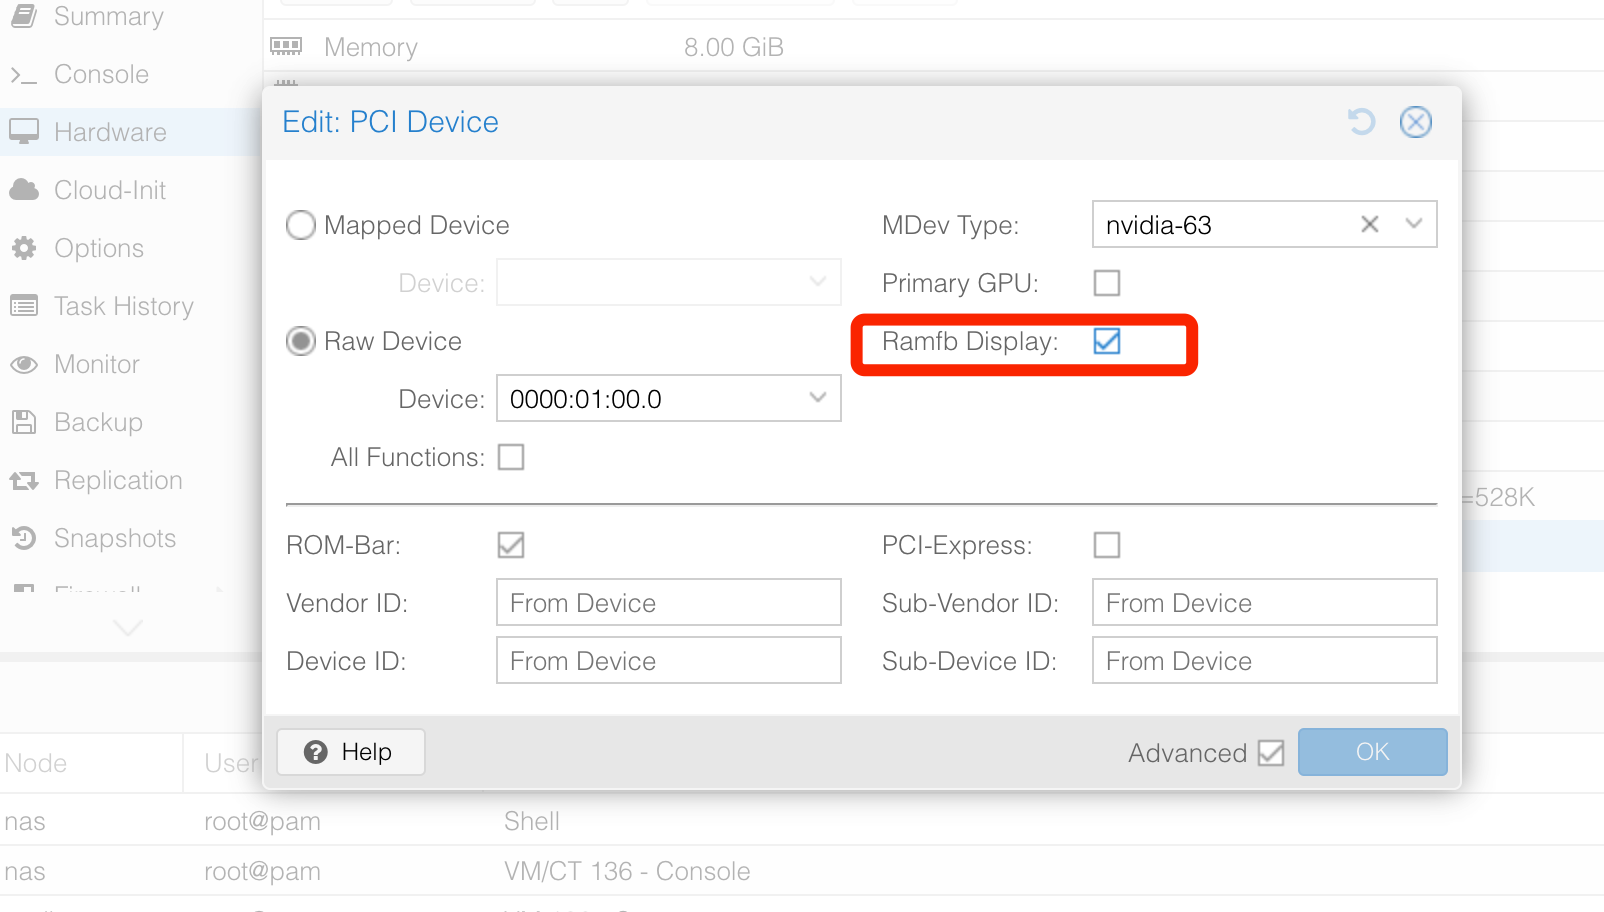 Summary
Console
Hardware
Cloud-Init
Options
Task History
Monitor
Backup
Replication
Snapshots
Memory 8.00 GiB
=528K
Edit: PCI Device
Mapped Device
Device:
Raw Device
Device: 0000:01:00.0
All Functions:
MDev Type: nvidia-63
Primary GPU:
Ramfb Display:
ROM-Bar:
PCI-Express:
Vendor ID: From Device
Sub-Vendor ID: From Device
Device ID: From Device
Sub-Device ID: From Device
Help
Advanced
OK
Node User
nas root@pam Shell
nas root@pam VM/CT 136 - Console